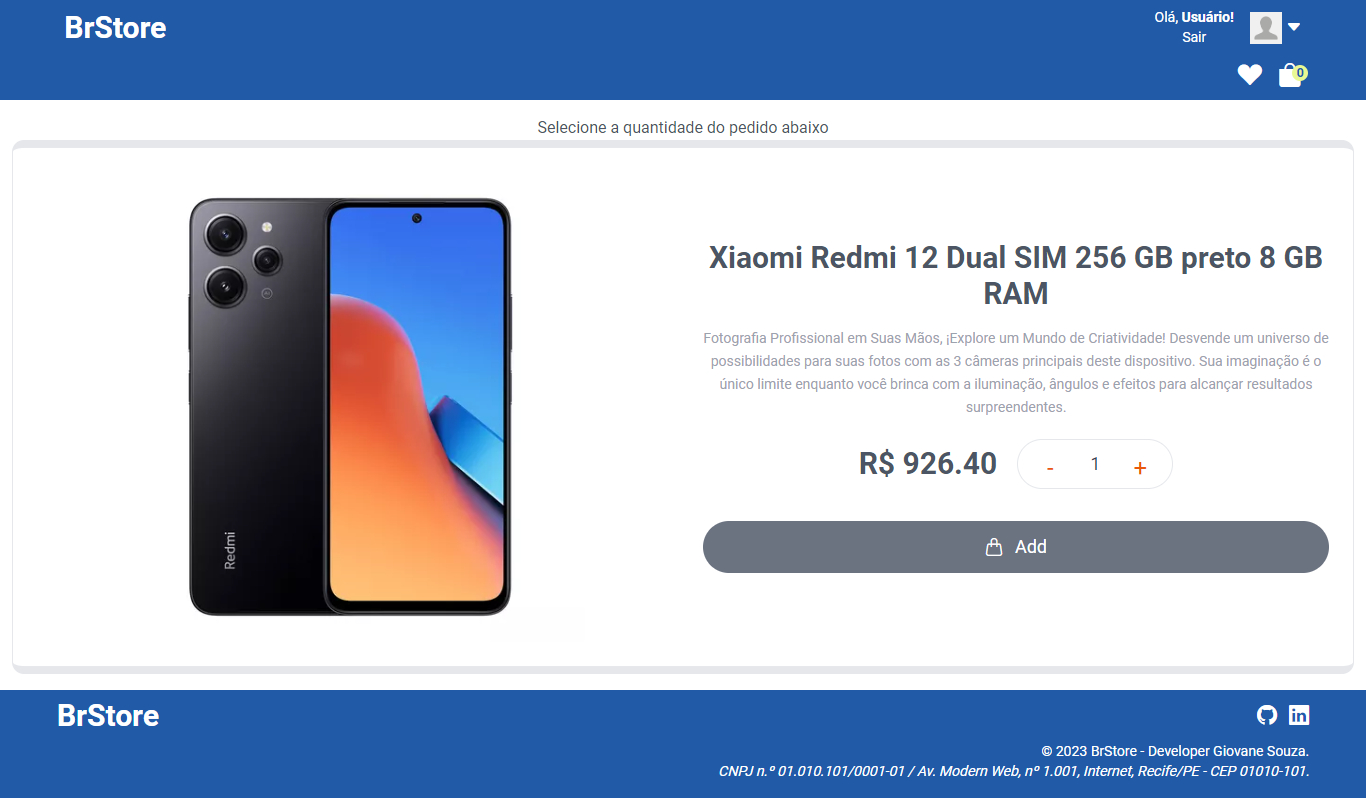 BrStore
Olá, Usuário!
Sair
0
Selecione a quantidade do pedido abaixo
Redmi
Xiaomi Redmi 12 Dual SIM 256 GB preto 8 GB
RAM
Fotografia Profissional em Suas Mãos, ¡Explore um Mundo de Criatividade! Desvende um universo de
possibilidades para suas fotos com as 3 câmeras principais deste dispositivo. Sua imaginação é o
único limite enquanto você brinca com a iluminação, ângulos e efeitos para alcançar resultados
surpreendentes.
R$ 926.40 - 1 +
Add
BrStore
© 2023 BrStore - Developer Giovane Souza.
CNPJ n.º 01.010.101/0001-01 / Av. Modern Web, nº 1.001, Internet, Recife/PE - CEP 01010-101.